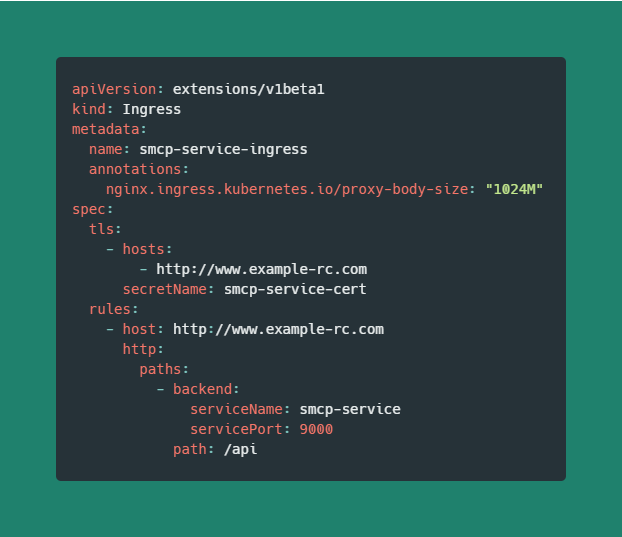 apiVersion: extensions/v1beta1
kind: Ingress
metadata:
  name: smcp-service-ingress
  annotations:
    nginx.ingress.kubernetes.io/proxy-body-size: "1024M"
spec:
  tls:
    - hosts:
        - http://www.example-rc.com
      secretName: smcp-service-cert
  rules:
    - host: http://www.example-rc.com
      http:
        paths:
          - backend:
              serviceName: smcp-service
              servicePort: 9000
            path: /api